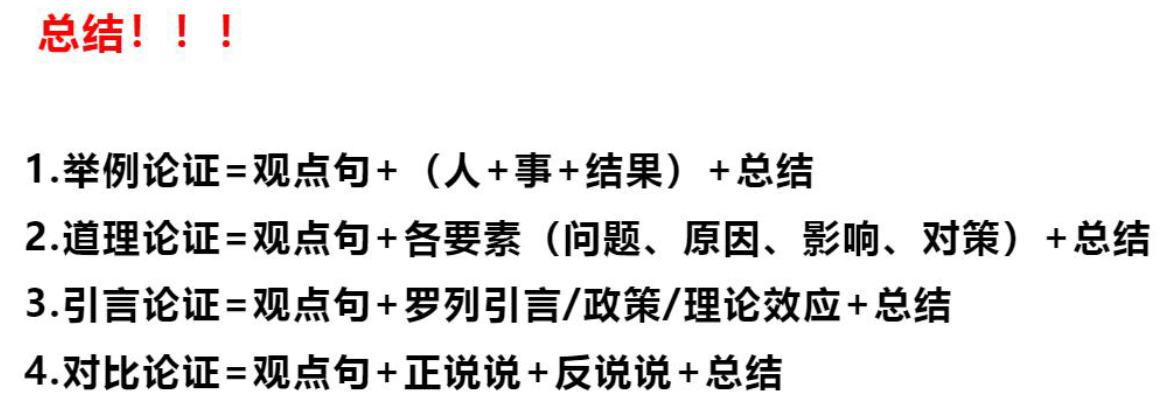 总结！！！
1.举例论证=观点句+（人+事+结果）+总结
2.道理论证=观点句+各要素（问题、原因、影响、对策）+总结
3.引言论证=观点句+罗列引言/政策/理论效应+总结
4.对比论证=观点句+正说说+反说说+总结